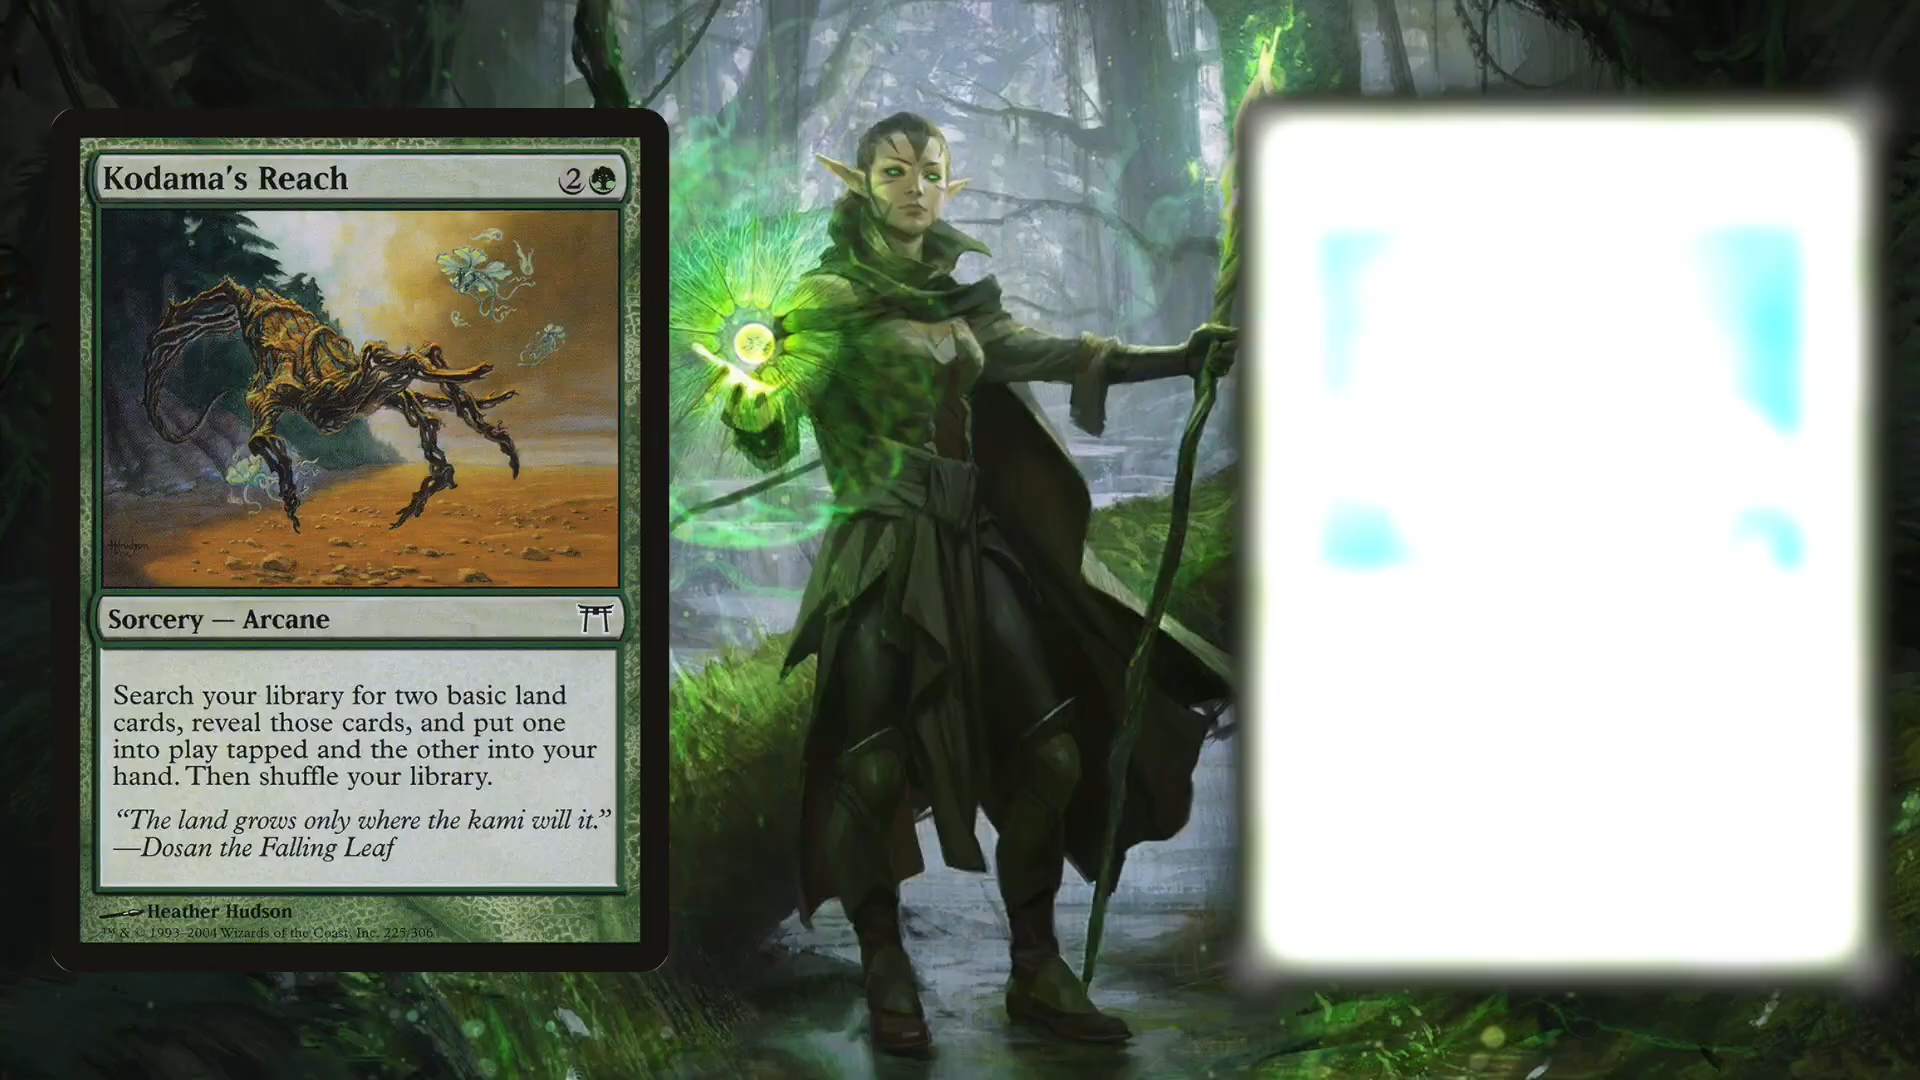 Kodama's Reach
2
Sorcery — Arcane
Search your library for two basic land
cards, reveal those cards, and put one
into play tapped and the other into your
hand. Then shuffle your library.
“The land grows only where the kami will it.”
—Dosan the Falling Leaf
Heather Hudson
™ & © 1993–2004 Wizards of the Coast, Inc. 225/306